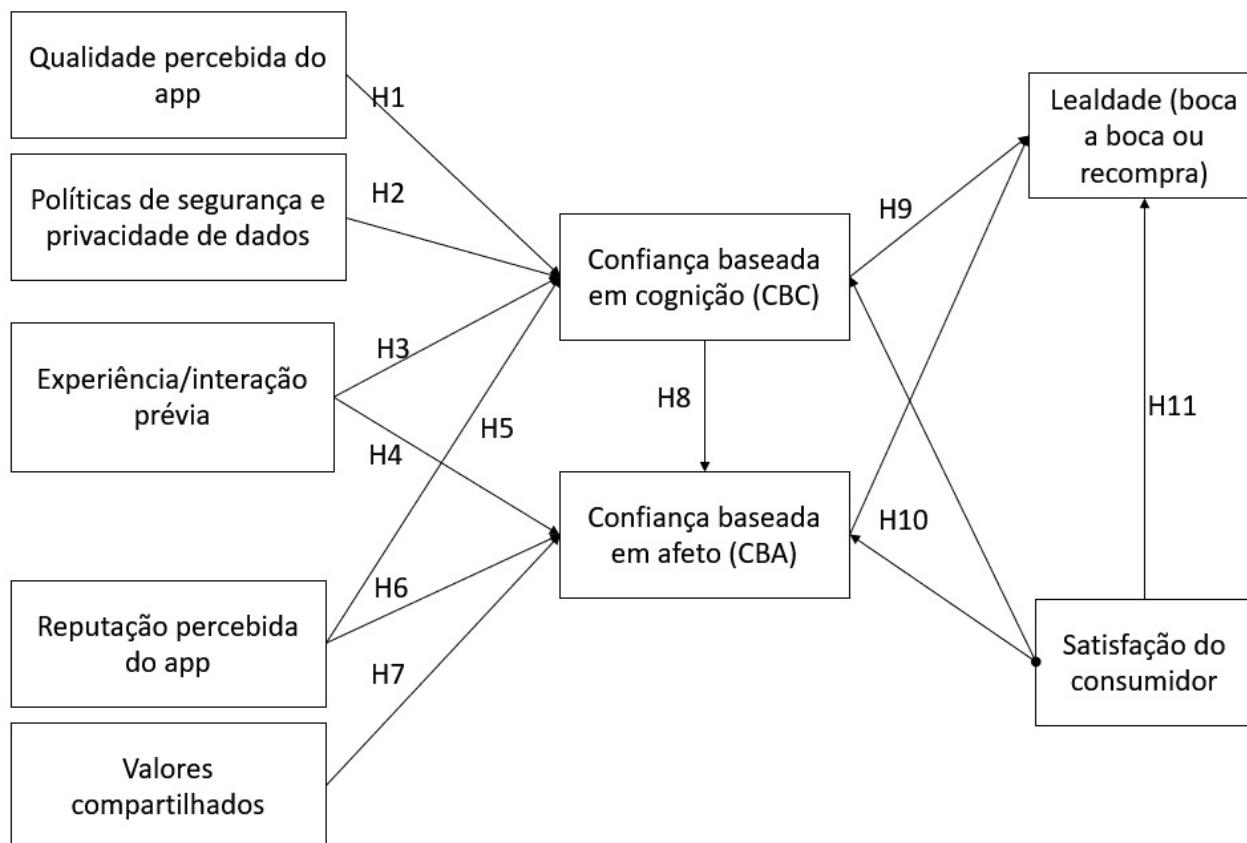 Qualidade percebida do
app
H1
Políticas de segurança e
privacidade de dados
H2
Experiência/interação
prévia
H3
H4
H5
Reputação percebida
do app
H6
Valores
compartilhados
H7
Confiança baseada
em cognição (CBC)
H8
Confiança baseada
em afeto (CBA)
Lealdade (boca
a boca ou
recompra)
H9
H10
H11
Satisfação do
consumidor